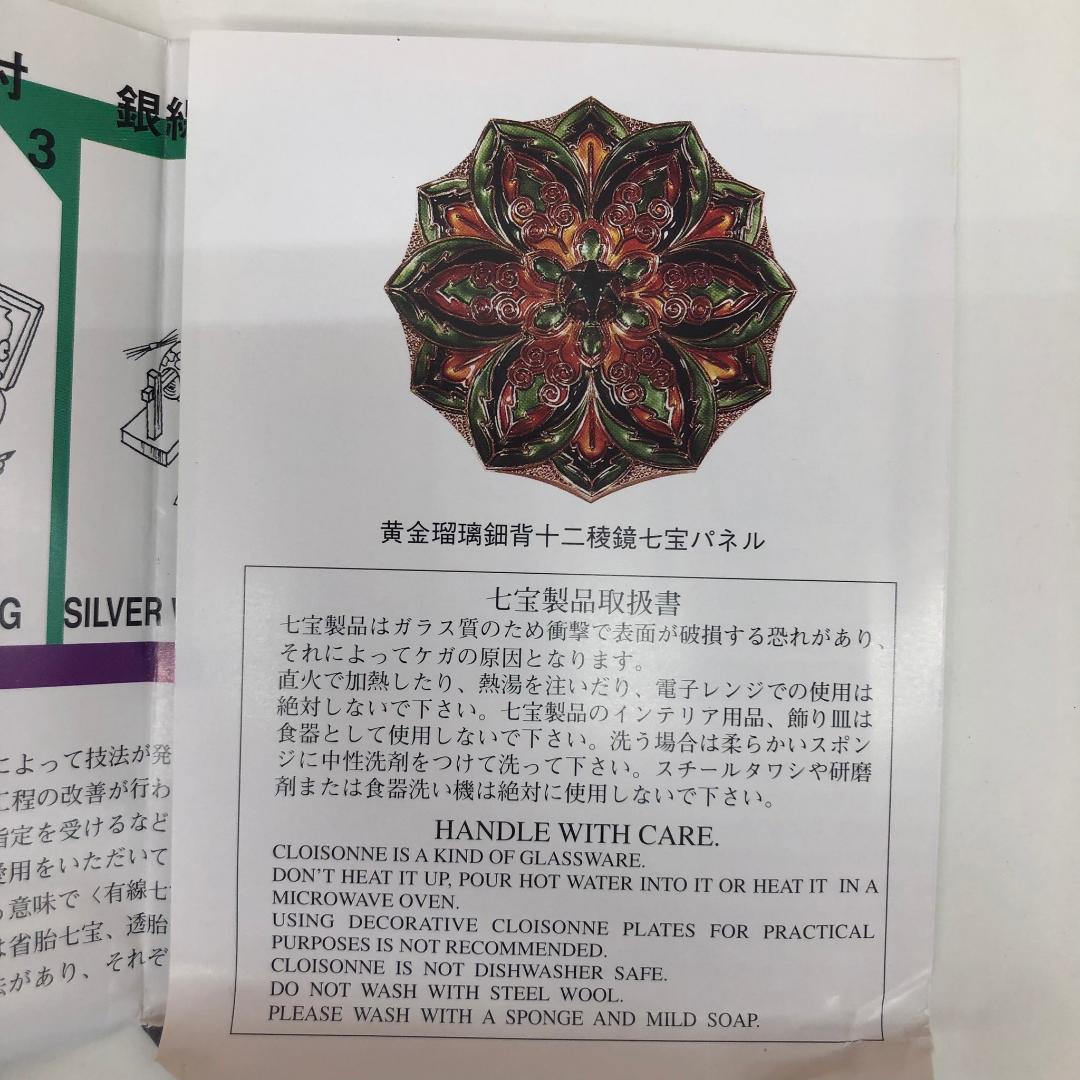 寸
銀線
3
G
SILVER
によって技法が発
工程の改善が行わ
指定を受けるなど
愛用をいただいて
意味で〈有線七
は省胎七宝、透胎
法があり、それぞ
黄金瑠璃鈿背十二稜鏡七宝パネル
七宝製品取扱書
七宝製品はガラス質のため衝撃で表面が破損する恐れがあり、
それによってケガの原因となります。
直火で加熱したり、熱湯を注いだり、電子レンジでの使用は
絶対しないで下さい。七宝製品のインテリア用品、飾り皿は
食器として使用しないで下さい。洗う場合は柔らかいスポン
ジに中性洗剤をつけて洗って下さい。スチールタワシや研磨
剤または食器洗い機は絶対に使用しないで下さい。
HANDLE WITH CARE.
CLOISONNE IS A KIND OF GLASSWARE.
DON'T HEAT IT UP, POUR HOT WATER INTO IT OR HEAT IT IN A
MICROWAVE OVEN.
USING DECORATIVE CLOISONNE PLATES FOR PRACTICAL
PURPOSES IS NOT RECOMMENDED.
CLOISONNE IS NOT DISHWASHER SAFE.
DO NOT WASH WITH STEEL WOOL.
PLEASE WASH WITH A SPONGE AND MILD SOAP.